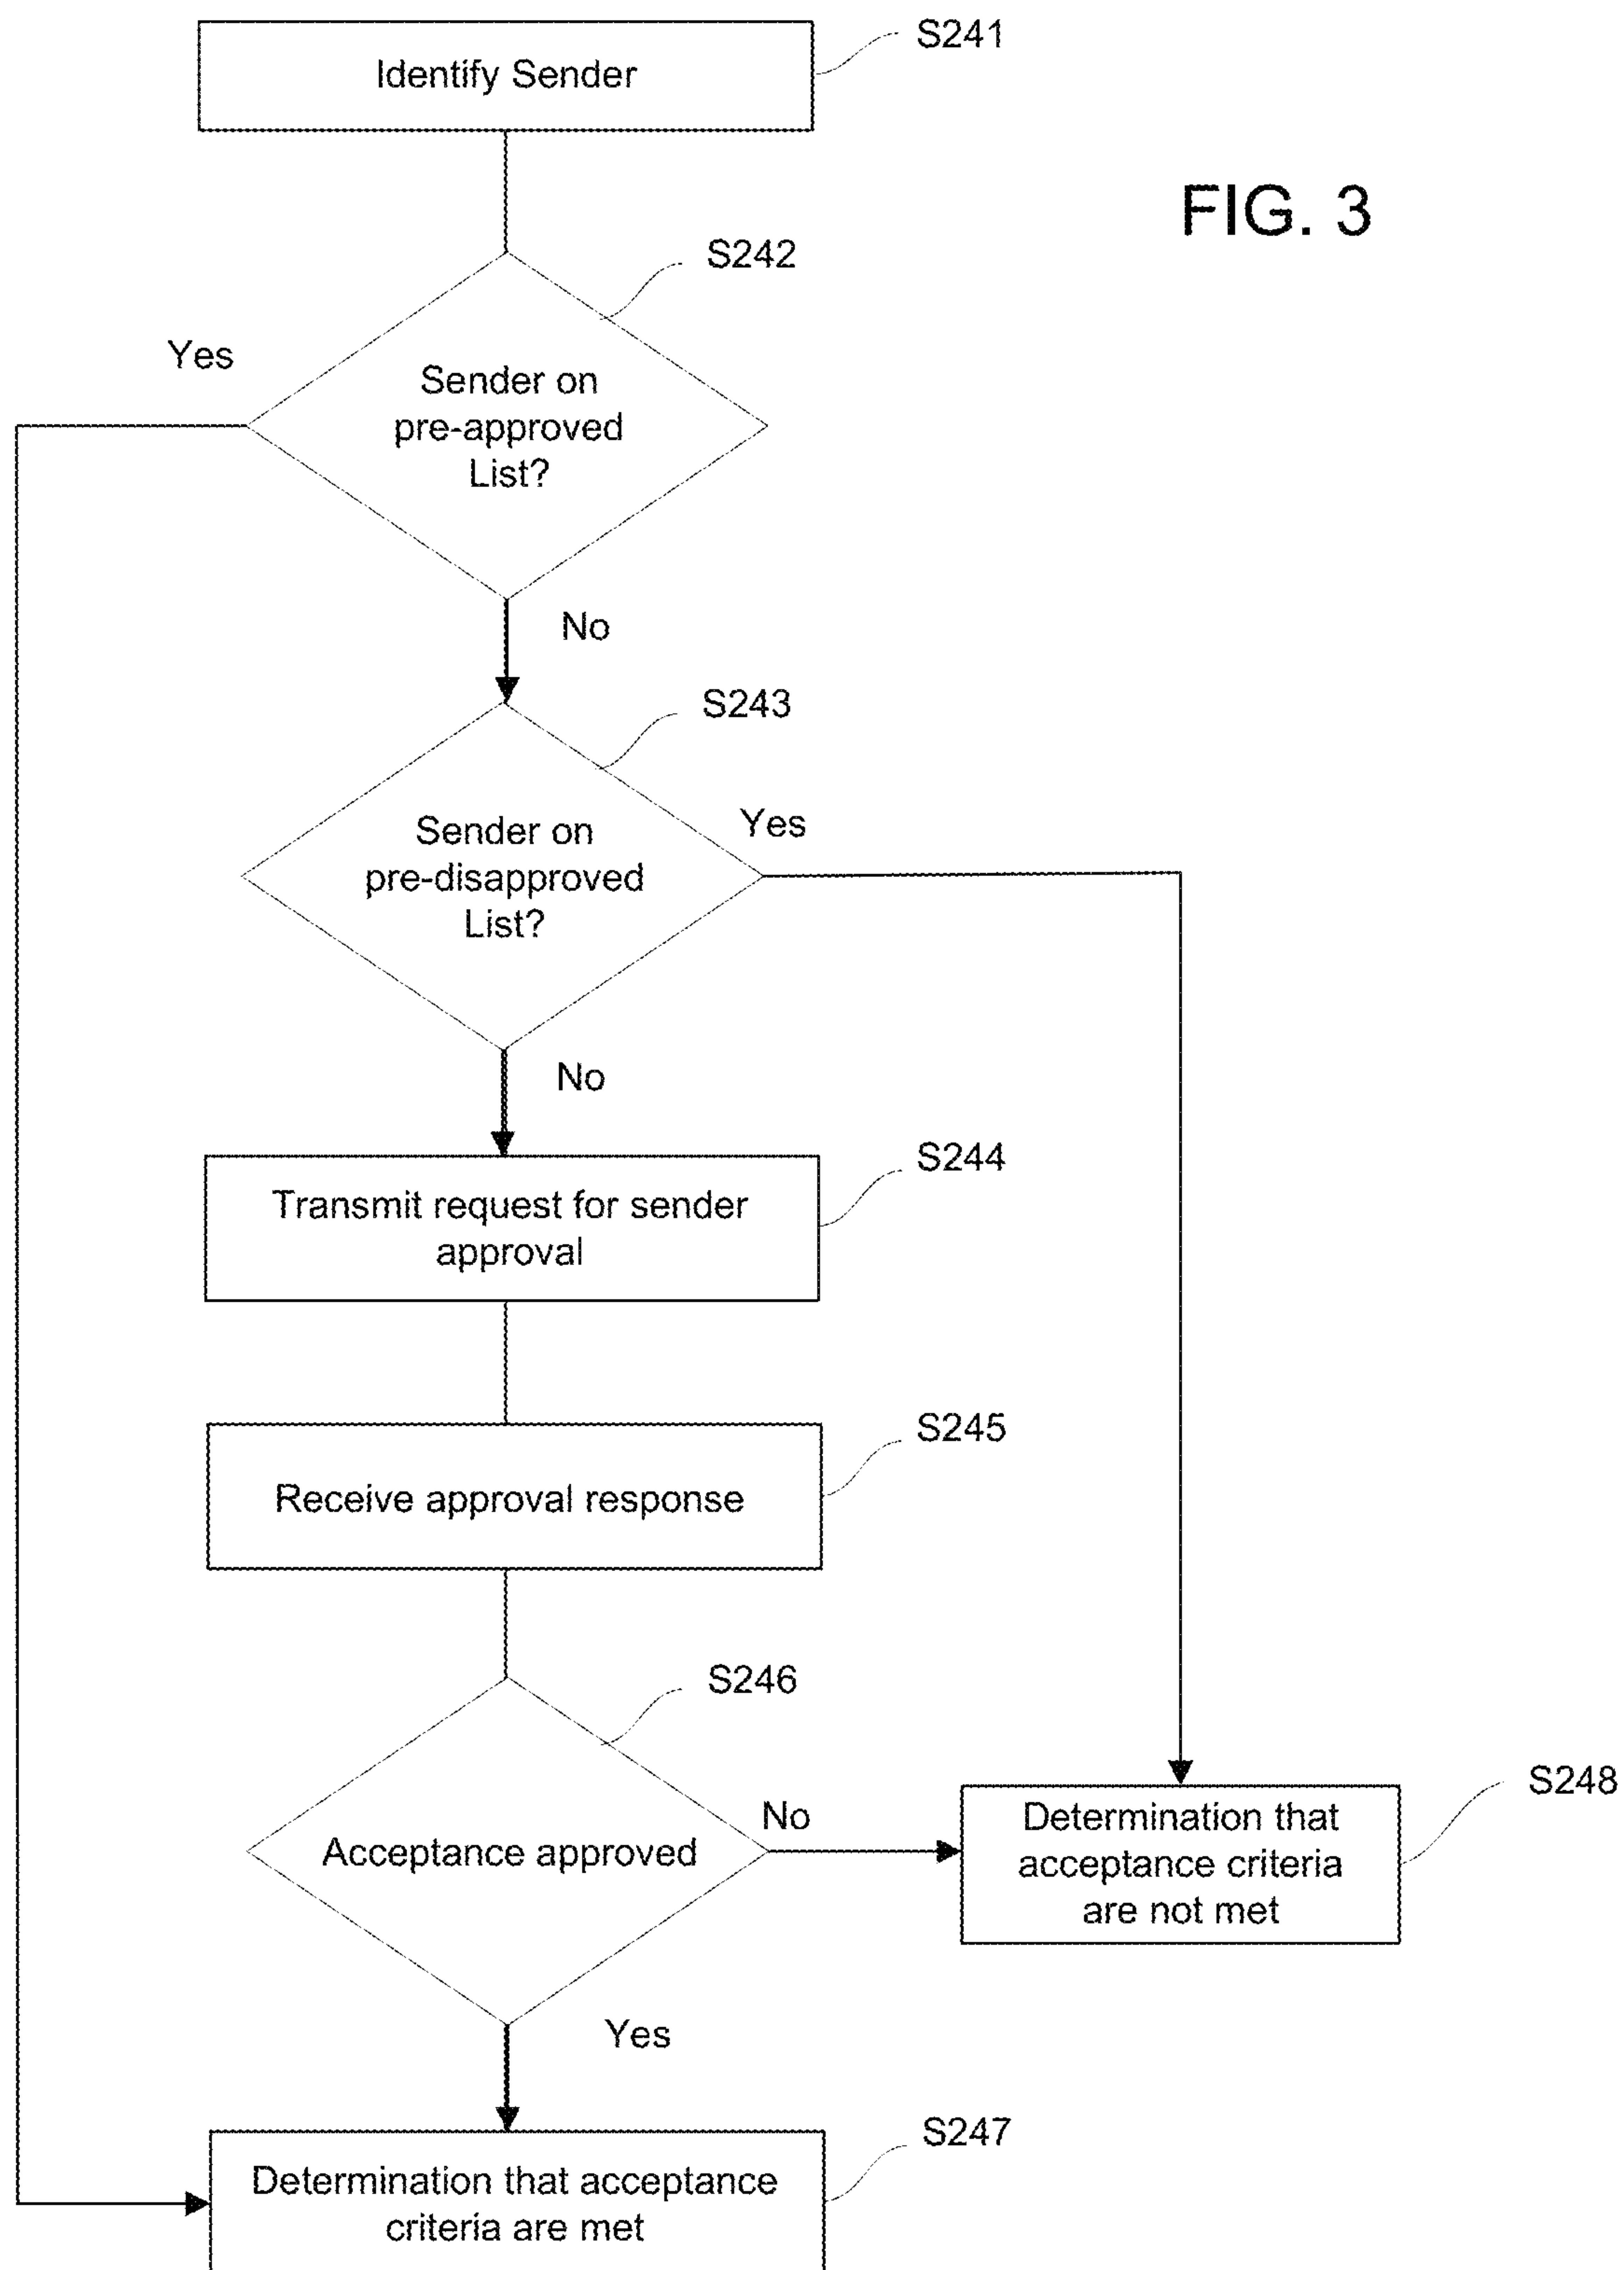 Identify Sender
S241
FIG. 3
S242
Yes
Sender on
pre-approved
List?
No
S243
Yes
Sender on
pre-disapproved
List?
No
S244
Transmit request for sender
approval
S245
Receive approval response
S246
Acceptance approved
No
S248
Determination that
acceptance criteria
are not met
Yes
S247
Determination that acceptance
criteria are met